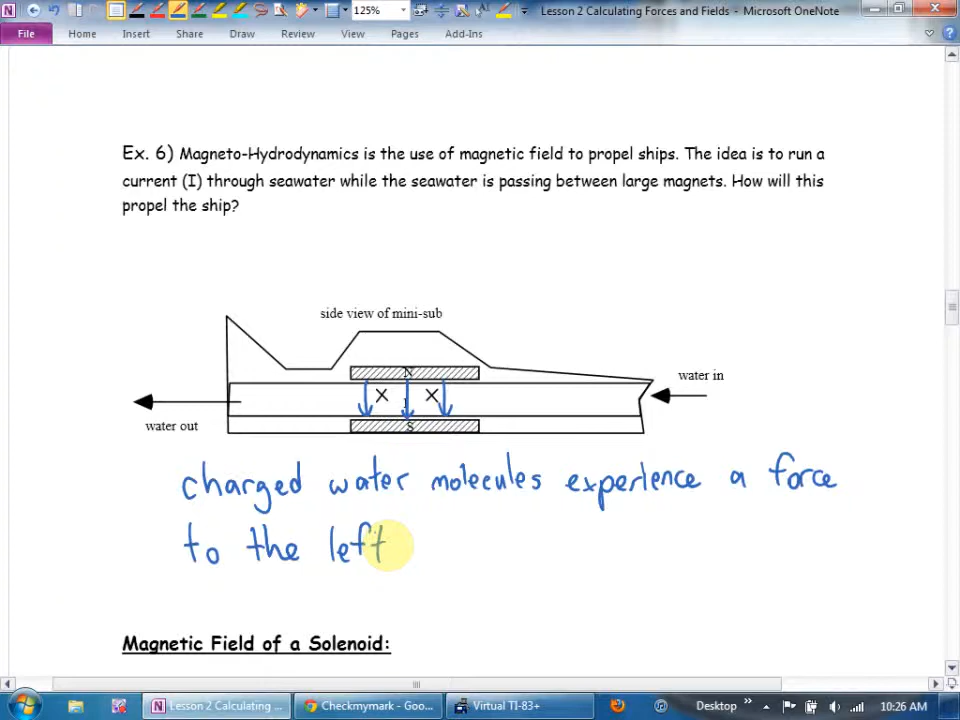 125%
Lesson 2 Calculating Forces and Fields - Microsoft OneNote
File Home Insert Share Draw Review View Pages Add-Ins
Ex. 6) Magneto-Hydrodynamics is the use of magnetic field to propel ships. The idea is to run a
current (I) through seawater while the seawater is passing between large magnets. How will this
propel the ship?
side view of mini-sub
N
water in
X X
I
S
water out
charged water molecules experience a force
to the left
Magnetic Field of a Solenoid:
Lesson 2 Calculating ... Checkmymark - Goo... Virtual TI-83+ Desktop 10:26 AM